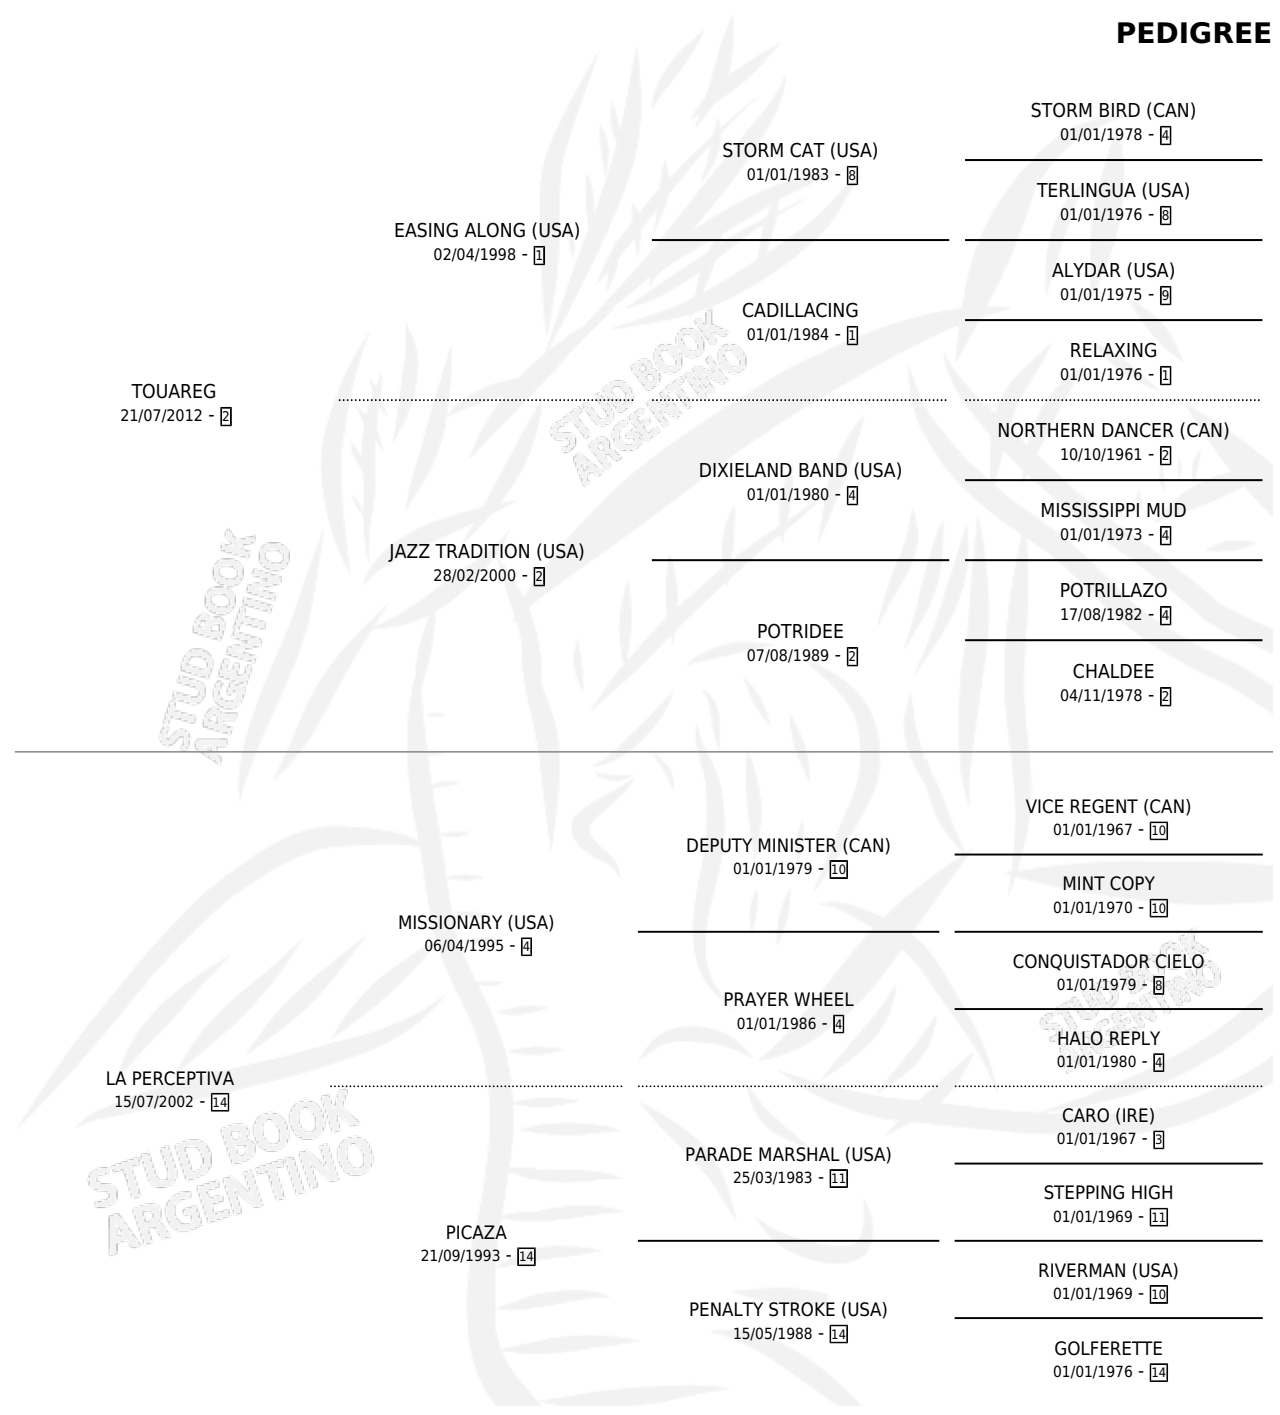 PEDIGREE
STORM BIRD (CAN)
01/01/1978 - 4
STORM CAT (USA)
01/01/1983 - 8
TERLINGUA (USA)
01/01/1976 - 8
EASING ALONG (USA)
02/04/1998 - 1
ALYDAR (USA)
01/01/1975 - 9
CADILLACING
01/01/1984 - 1
RELAXING
01/01/1976 - 1
TOUAREG
21/07/2012 - 2
NORTHERN DANCER (CAN)
10/10/1961 - 2
DIXIELAND BAND (USA)
01/01/1980 - 4
MISSISSIPPI MUD
01/01/1973 - 4
JAZZ TRADITION (USA)
28/02/2000 - 2
POTRILLAZO
17/08/1982 - 4
POTRIDEE
07/08/1989 - 2
CHALDEE
04/11/1978 - 2
STUD BOOK
ARGENTINO
STUD BOOK
ARGENTINO
VICE REGENT (CAN)
01/01/1967 - 10
DEPUTY MINISTER (CAN)
01/01/1979 - 10
MINT COPY
01/01/1970 - 10
MISSIONARY (USA)
06/04/1995 - 4
CONQUISTADOR CIELO
01/01/1979 - 8
PRAYER WHEEL
01/01/1986 - 4
HALO REPLY
01/01/1980 - 4
LA PERCEPTIVA
15/07/2002 - 14
CARO (IRE)
01/01/1967 - 3
PARADE MARSHAL (USA)
25/03/1983 - 11
STEPPING HIGH
01/01/1969 - 11
PICAZA
21/09/1993 - 14
RIVERMAN (USA)
01/01/1969 - 10
PENALTY STROKE (USA)
15/05/1988 - 14
GOLFERETTE
01/01/1976 - 14
STUD BOOK
ARGENTINO
STUD BOOK
ARGENTINO